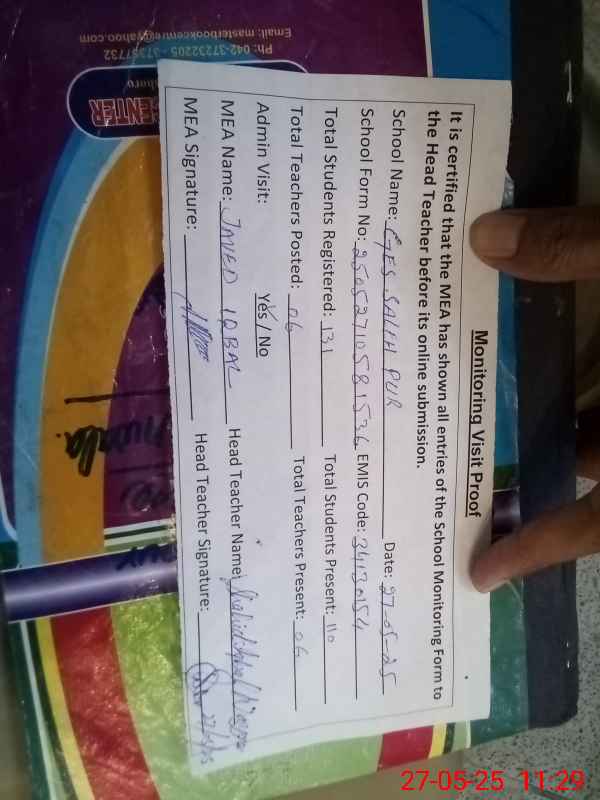 Monitoring Visit Proof
It is certified that the MEA has shown all entries of the School Monitoring Form to
the Head Teacher before its online submission.
School Name: GES SALEH PUR Date: 27-05-25
School Form No: 25052710581536 EMIS Code: 34130154
Total Students Registered: 131 Total Students Present: 110
Total Teachers Posted: 06 Total Teachers Present: 06
Admin Visit: Yes / No
MEA Name: JAVED IQBAL Head Teacher Name:
MEA Signature: Head Teacher Signature:
CENTER
Ph: 042-37232205 - 37357732
Email: masterbookcentre@yahoo.com
27-05-25 11:29